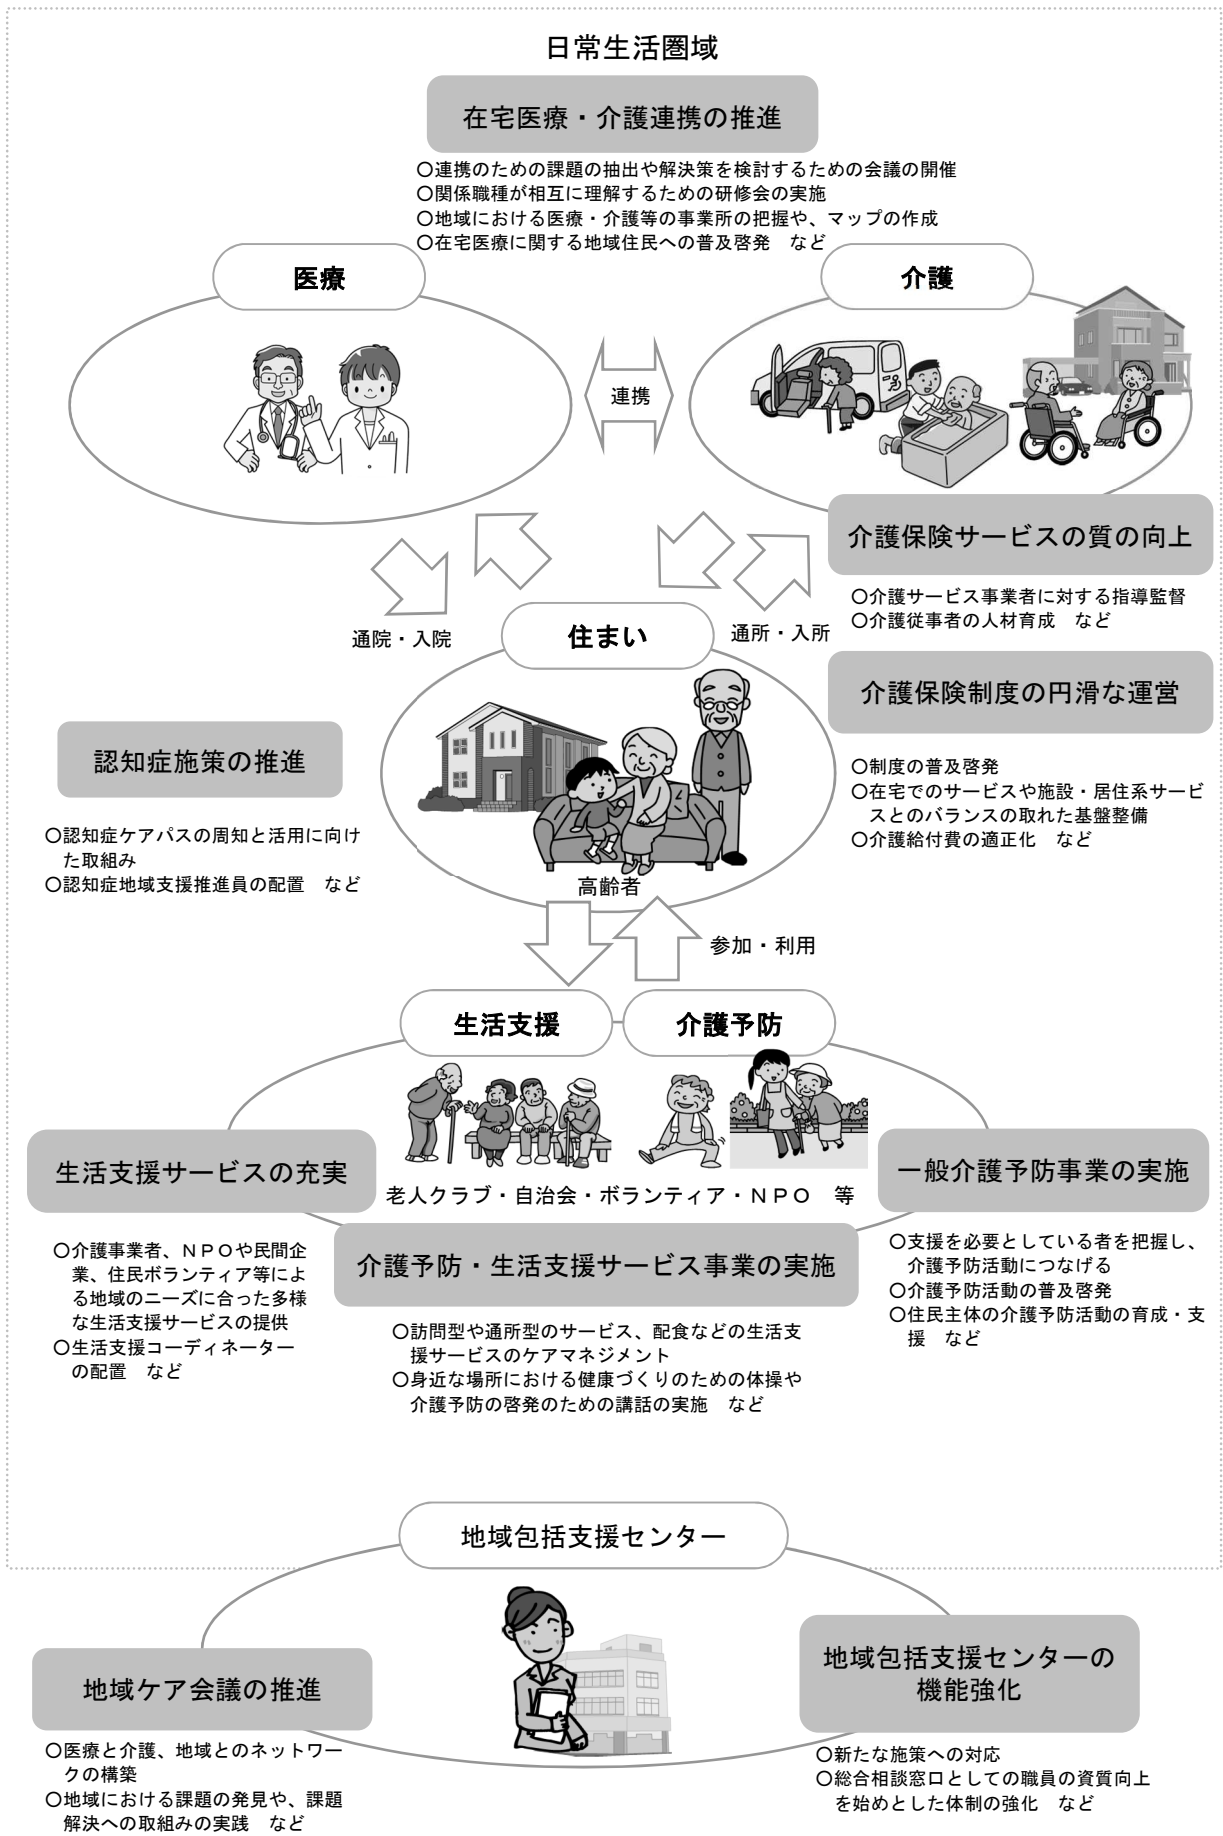 日常生活圏域
在宅医療・介護連携の推進
〇連携のための課題の抽出や解決策を検討するための会議の開催
〇関係職種が相互に理解するための研修会の実施
〇地域における医療・介護等の事業所の把握や、マップの作成
〇在宅医療に関する地域住民への普及啓発　など
医療
介護
連携
介護保険サービスの質の向上
〇介護サービス事業者に対する指導監督
〇介護従事者の人材育成　など
通院・入院
住まい
通所・入所
介護保険制度の円滑な運営
〇制度の普及啓発
〇在宅でのサービスや施設・居住系サービ
スとのバランスの取れた基盤整備
〇介護給付費の適正化　など
認知症施策の推進
〇認知症ケアパスの周知と活用に向け
た取組み
〇認知症地域支援推進員の配置　など
高齢者
参加・利用
生活支援
介護予防
老人クラブ・自治会・ボランティア・ＮＰＯ　等
生活支援サービスの充実
〇介護事業者、ＮＰＯや民間企
業、住民ボランティア等によ
る地域のニーズに合った多様
な生活支援サービスの提供
〇生活支援コーディネーター
の配置　など
介護予防・生活支援サービス事業の実施
〇訪問型や通所型のサービス、配食などの生活支
援サービスのケアマネジメント
〇身近な場所における健康づくりのための体操や
介護予防の啓発のための講話の実施　など
一般介護予防事業の実施
〇支援を必要としている者を把握し、
介護予防活動につなげる
〇介護予防活動の普及啓発
〇住民主体の介護予防活動の育成・支
援　など
地域包括支援センター
地域ケア会議の推進
〇医療と介護、地域とのネットワー
クの構築
〇地域における課題の発見や、課題
解決への取組みの実践　など
地域包括支援センターの
機能強化
〇新たな施策への対応
〇総合相談窓口としての職員の資質向上
を始めとした体制の強化　など